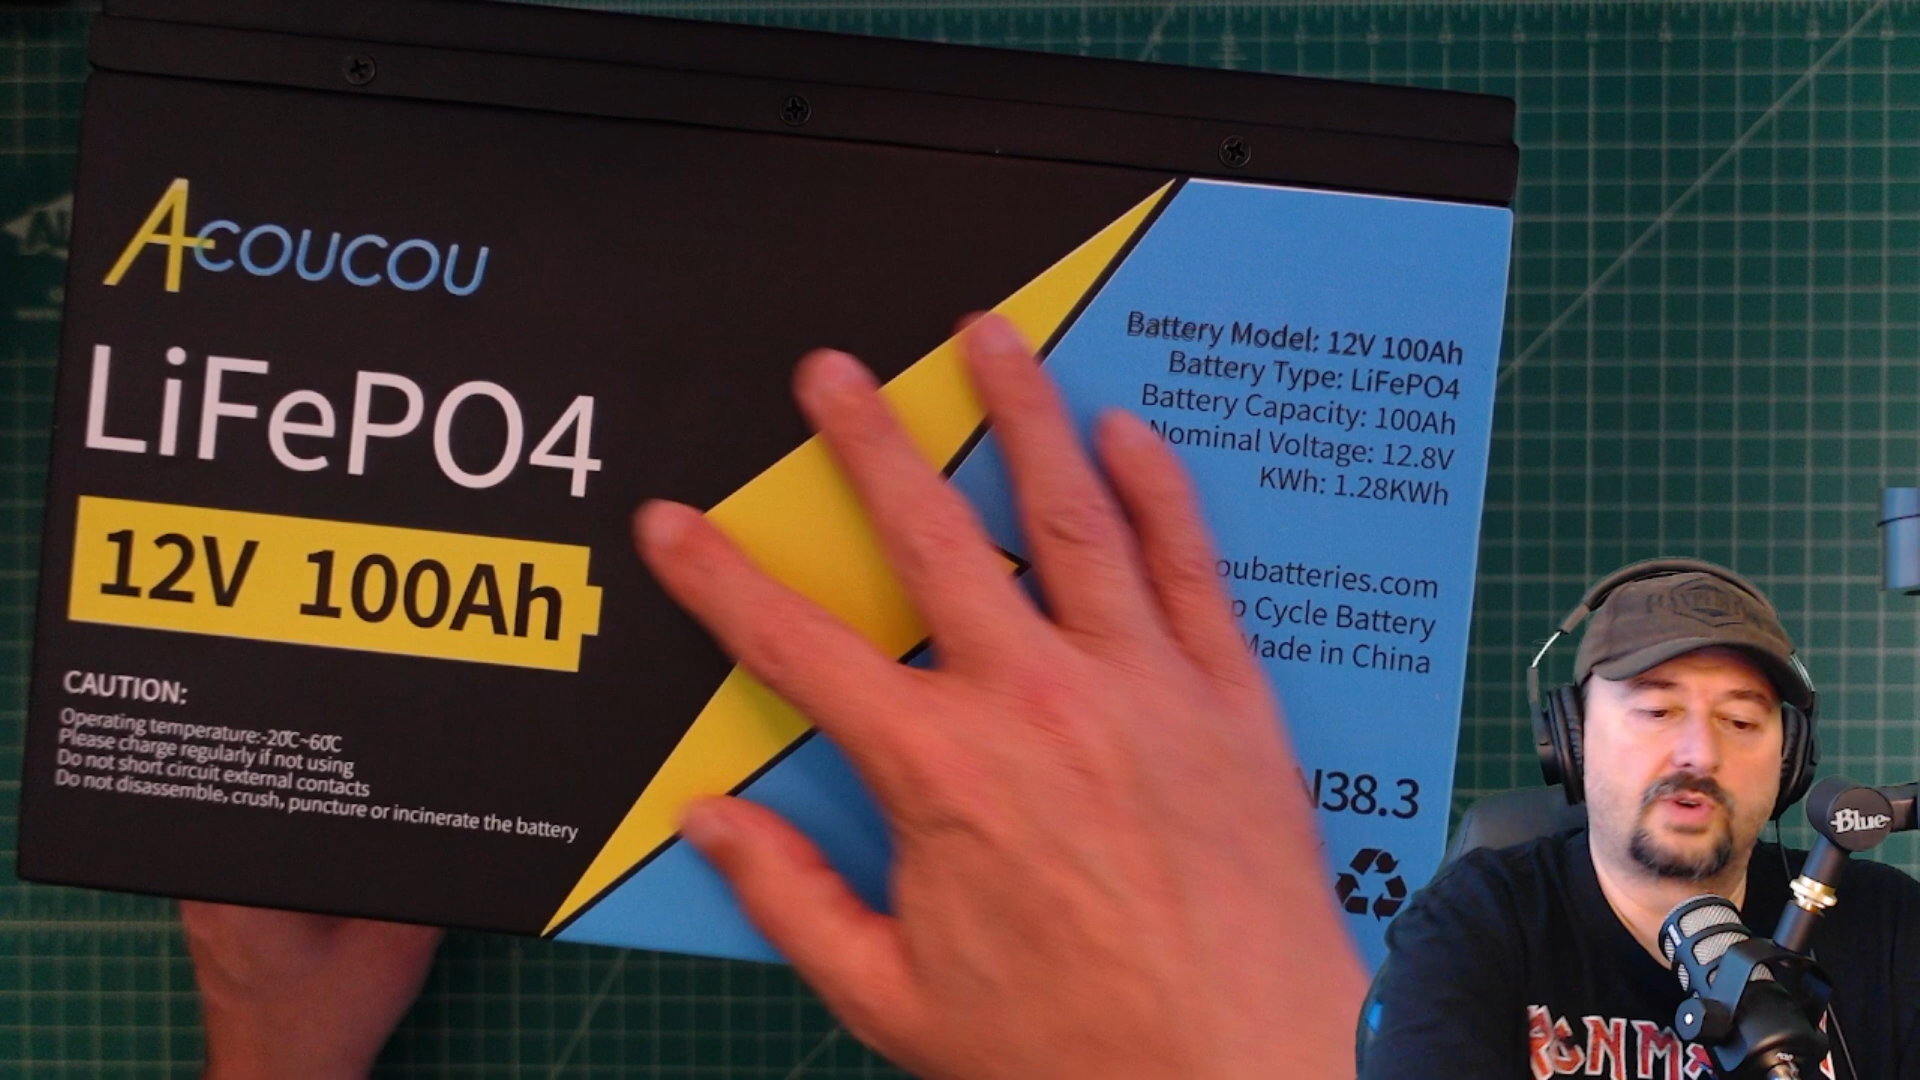 ACOUCOU
LiFePO4
12V 100Ah
CAUTION:
Operating temperature:-20℃~60℃
Please charge regularly if not using
Do not short circuit external contacts
Do not disassemble, crush, puncture or incinerate the battery
Battery Model: 12V 100Ah
Battery Type: LiFePO4
Battery Capacity: 100Ah
Nominal Voltage: 12.8V
KWh: 1.28KWh
oubatteries.com
p Cycle Battery
Made in China
N38.3
Blue